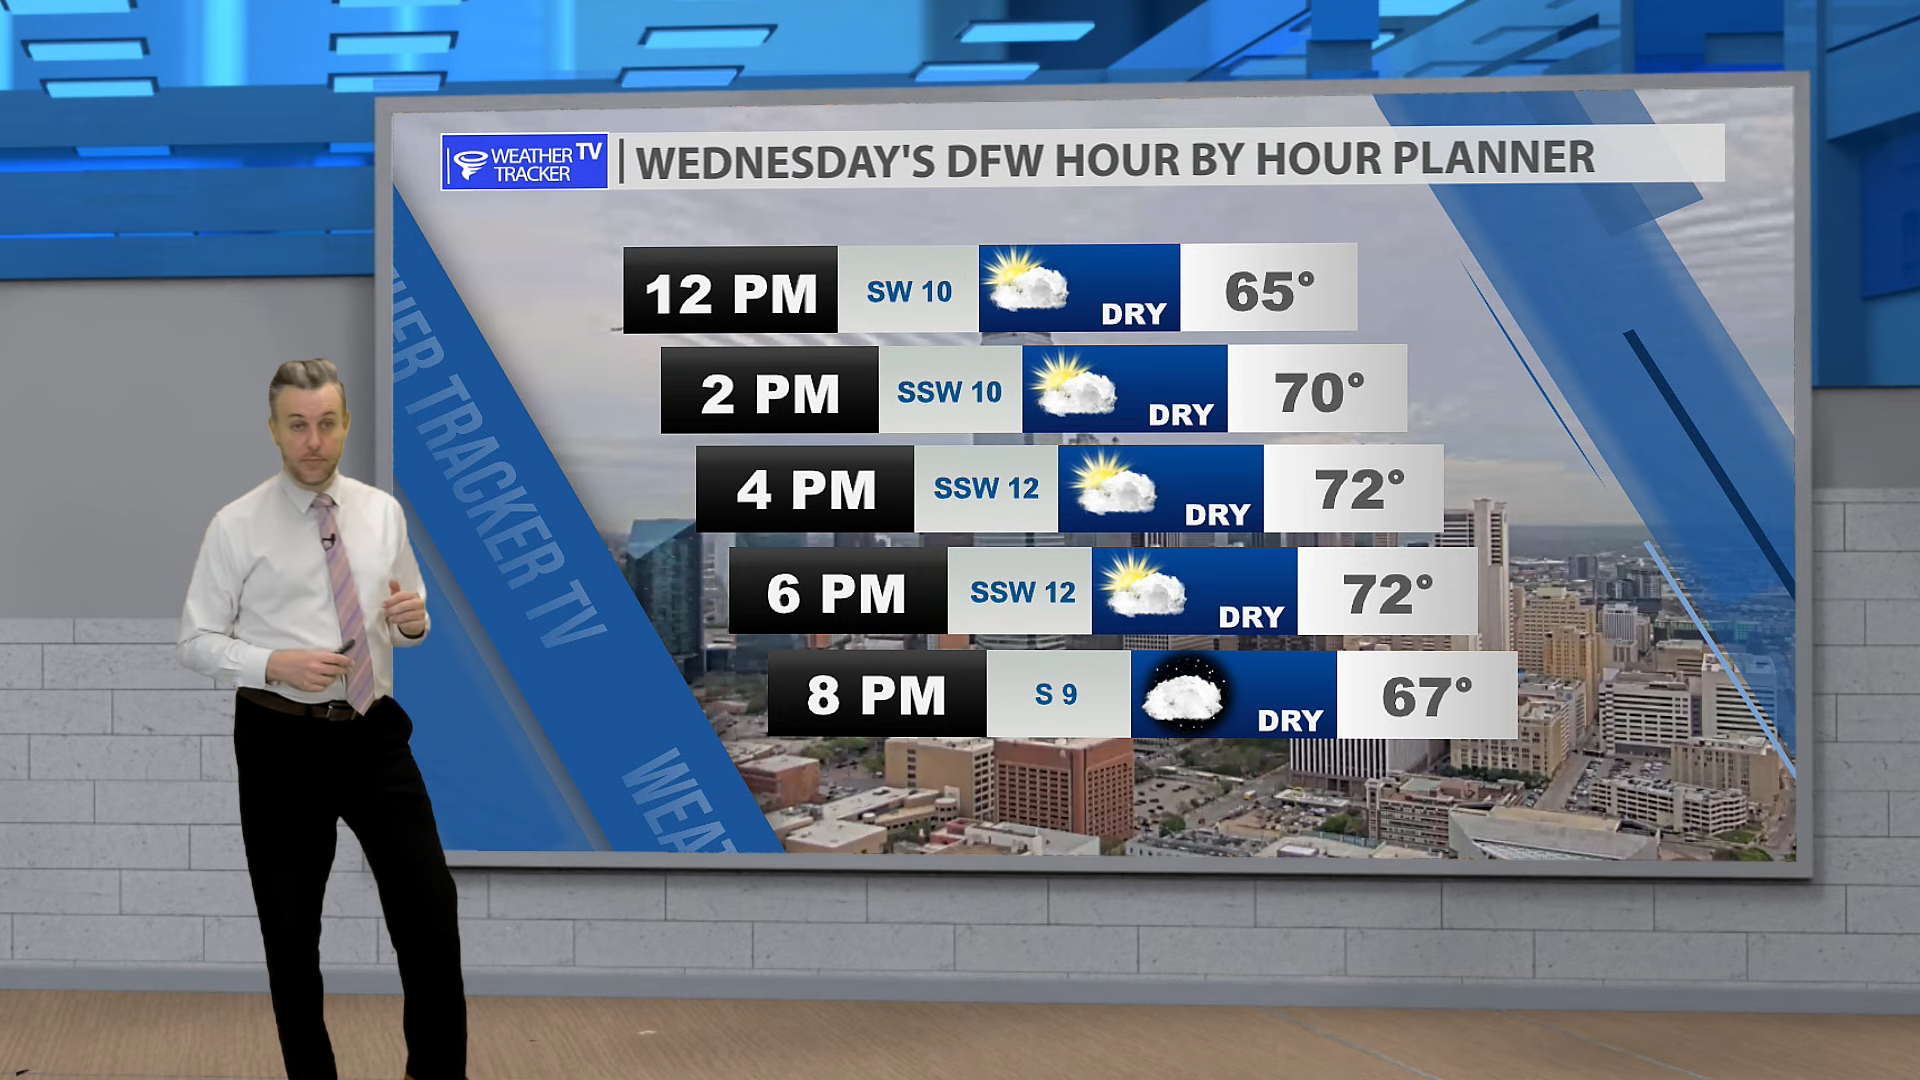 WEATHER TV
TRACKER
WEDNESDAY'S DFW HOUR BY HOUR PLANNER
12 PM SW 10 DRY 65°
2 PM SSW 10 DRY 70°
4 PM SSW 12 DRY 72°
6 PM SSW 12 DRY 72°
8 PM S 9 DRY 67°
THER TRACKER TV
WEAT